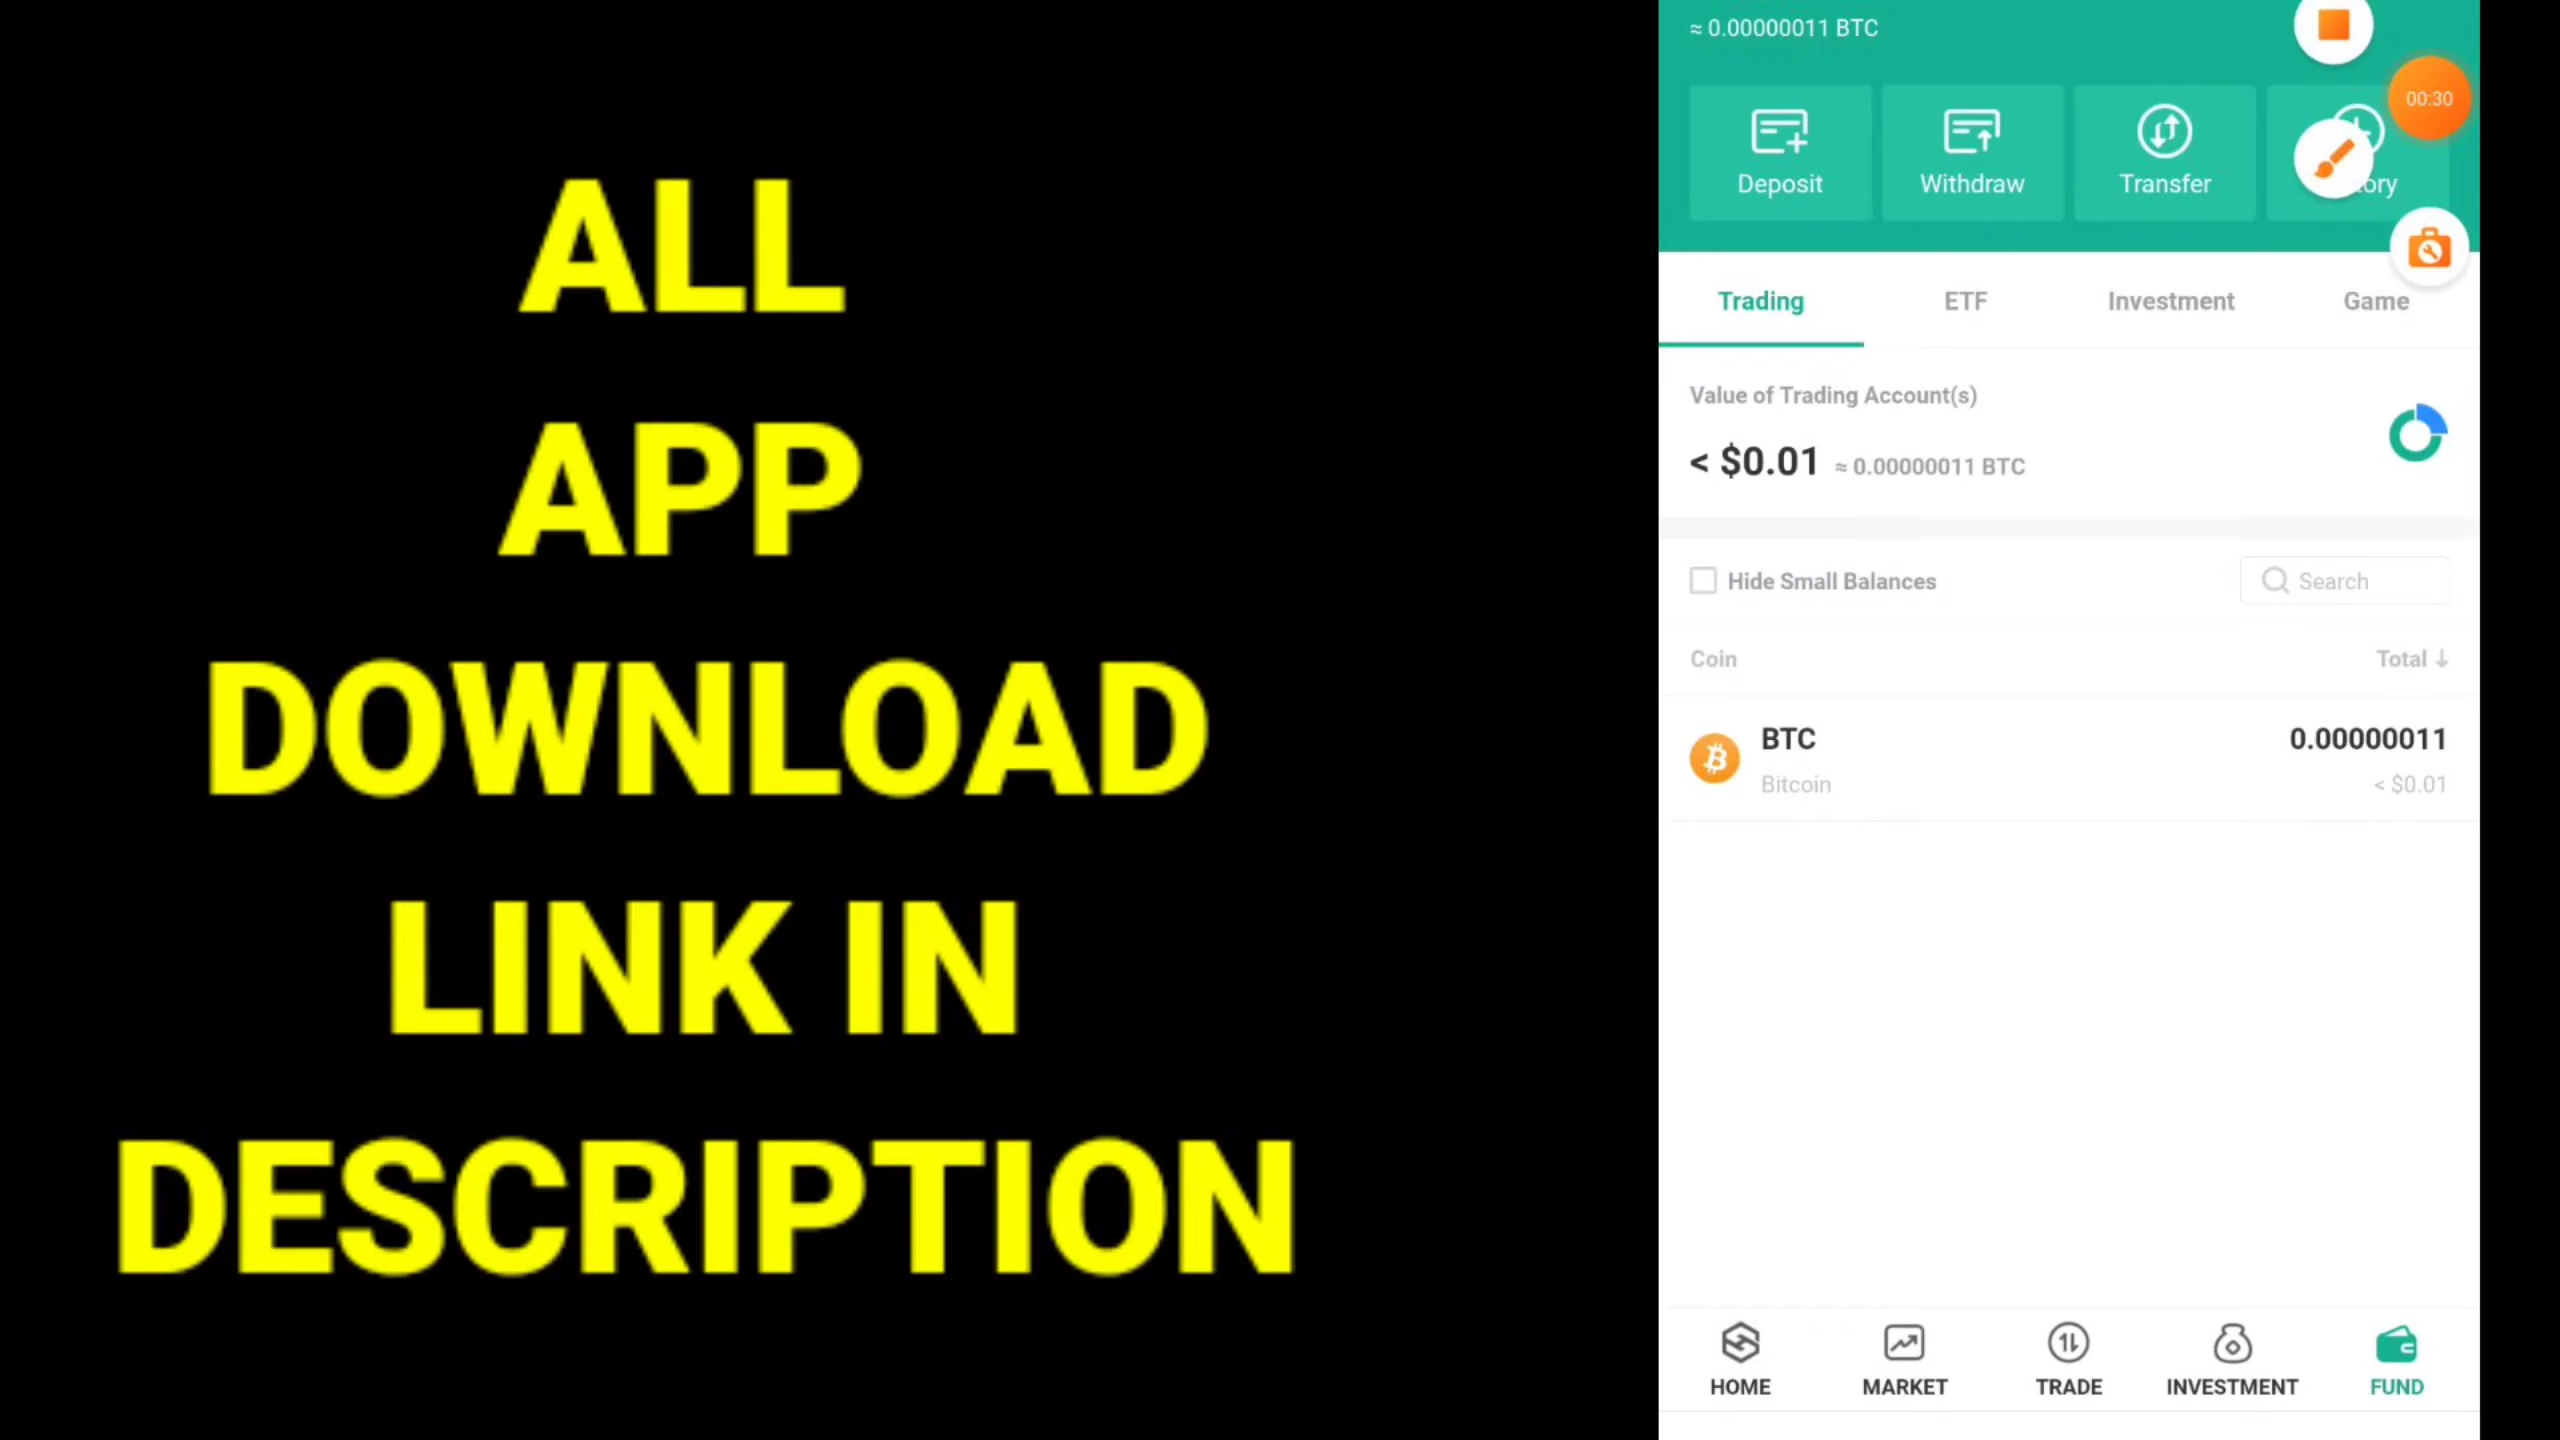 ALL
APP
DOWNLOAD
LINK IN
DESCRIPTION
≈ 0.00000011 BTC
00:30
Deposit Withdraw Transfer ory
Trading ETF Investment Game
Value of Trading Account(s)
< $0.01 ≈ 0.00000011 BTC
Hide Small Balances Search
Coin Total ↓
BTC 0.00000011
Bitcoin < $0.01
HOME MARKET TRADE INVESTMENT FUND